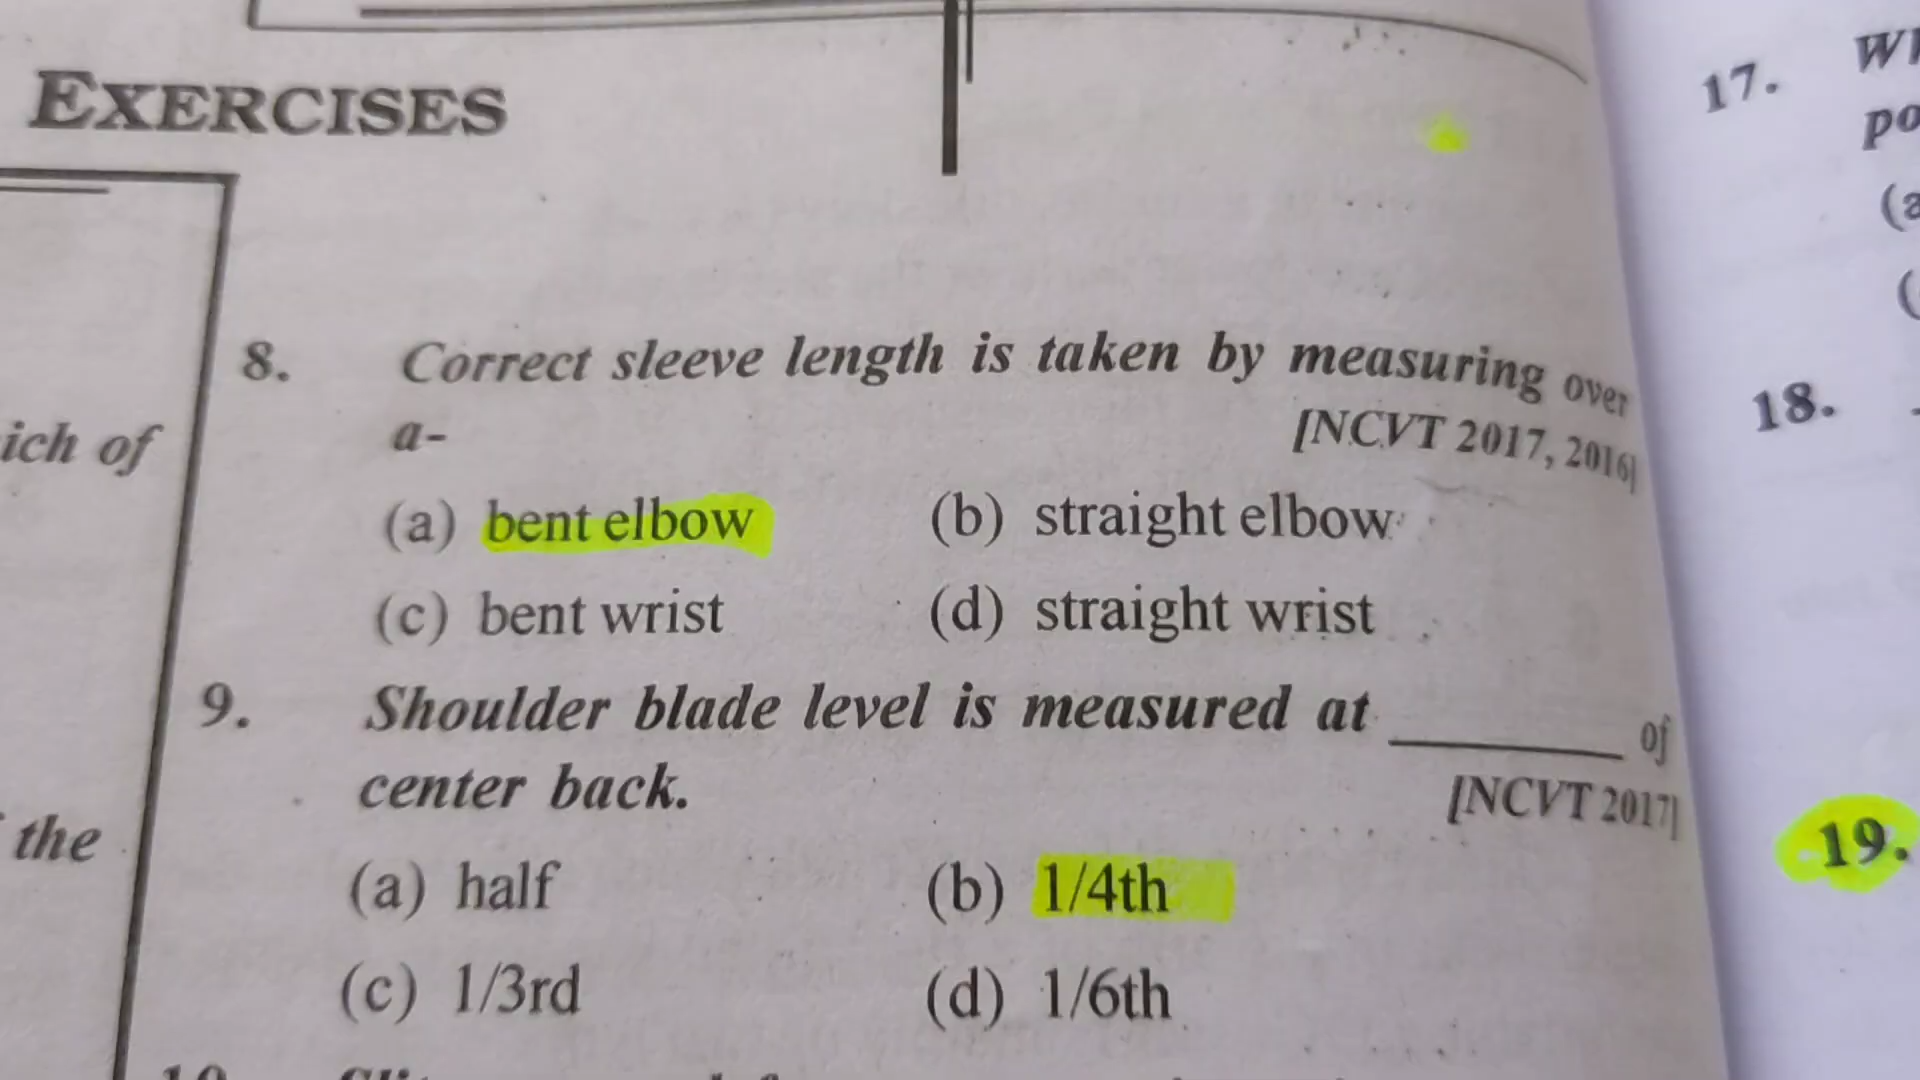 EXERCISES
ich of
the
8. Correct sleeve length is taken by measuring over
a-
[NCVT 2017, 2016]
(a) bent elbow (b) straight elbow
(c) bent wrist (d) straight wrist
9. Shoulder blade level is measured at ______ of
center back.
[NCVT 2017]
(a) half (b) 1/4th
(c) 1/3rd (d) 1/6th
17.
po
18.
19.